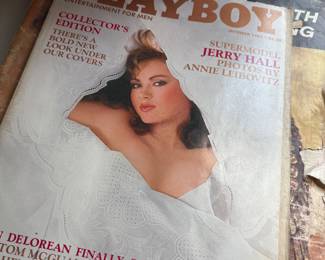 PLAYBOY
ENTERTAINMENT FOR MEN
COLLECTOR'S
EDITION
THERE'S A
BOLD NEW
LOOK UNDER
OUR COVERS
SUPERMODEL
JERRY HALL
PHOTOS BY
ANNIE LEIBOVITZ
DELOREAN FINALLY
TOM MCGUA